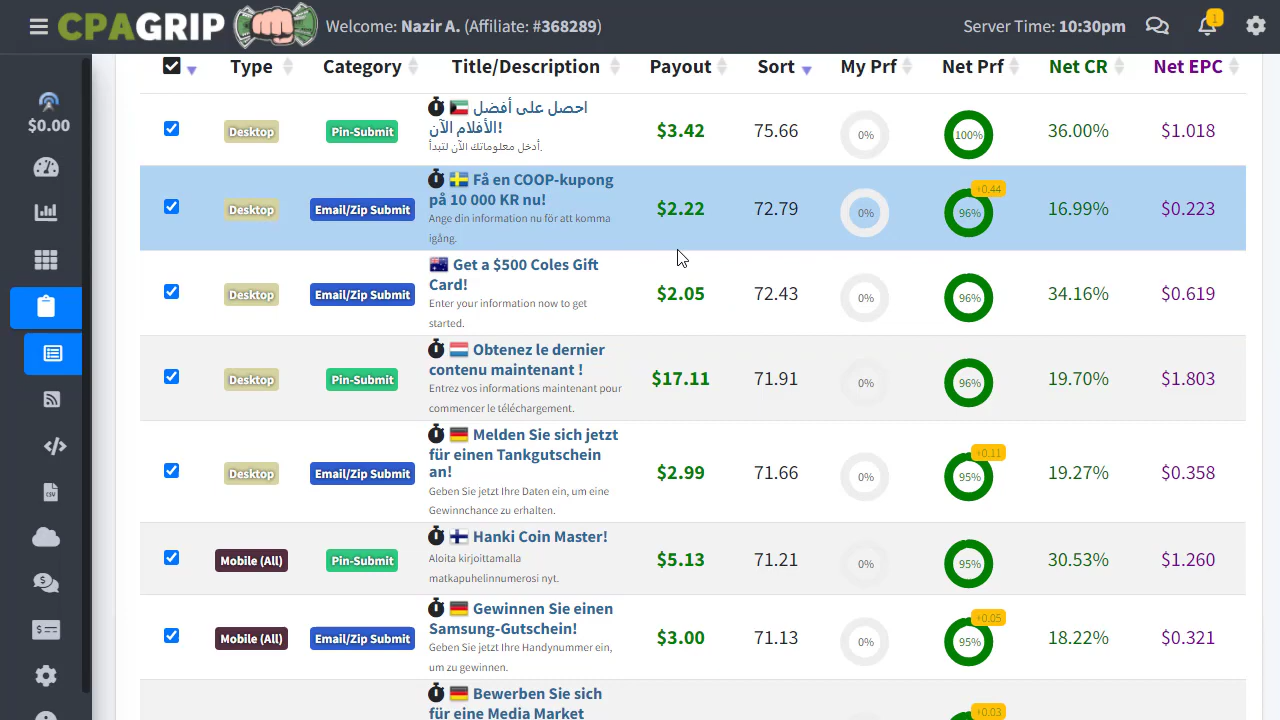 CPAGRIP Welcome: Nazir A. (Affiliate: #368289) Server Time: 10:30pm 1
$0.00
Type Category Title/Description Payout Sort My Prf Net Prf Net CR Net EPC
Desktop Pin-Submit احصل على أفضل
الأفلام الآن!
أدخل معلوماتك الآن لتبدأ.
$3.42 75.66 0% 100% 36.00% $1.018
Desktop Email/Zip Submit Få en COOP-kupong
på 10 000 KR nu!
Ange din information nu för att komma
igång.
$2.22 72.79 0% 96% +0.44 16.99% $0.223
Desktop Email/Zip Submit Get a $500 Coles Gift
Card!
Enter your information now to get
started.
$2.05 72.43 0% 96% 34.16% $0.619
Desktop Pin-Submit Obtenez le dernier
contenu maintenant !
Entrez vos informations maintenant pour
commencer le téléchargement.
$17.11 71.91 0% 96% 19.70% $1.803
Desktop Email/Zip Submit Melden Sie sich jetzt
für einen Tankgutschein
an!
Geben Sie jetzt Ihre Daten ein, um eine
Gewinnchance zu erhalten.
$2.99 71.66 0% 95% +0.11 19.27% $0.358
Mobile (All) Pin-Submit Hanki Coin Master!
Aloita kirjoittamalla
matkapuhelinnumerosi nyt.
$5.13 71.21 0% 95% 30.53% $1.260
Mobile (All) Email/Zip Submit Gewinnen Sie einen
Samsung-Gutschein!
Geben Sie jetzt Ihre Handynummer ein,
um zu gewinnen.
$3.00 71.13 0% 95% +0.05 18.22% $0.321
Bewerben Sie sich
für eine Media Market
+0.03